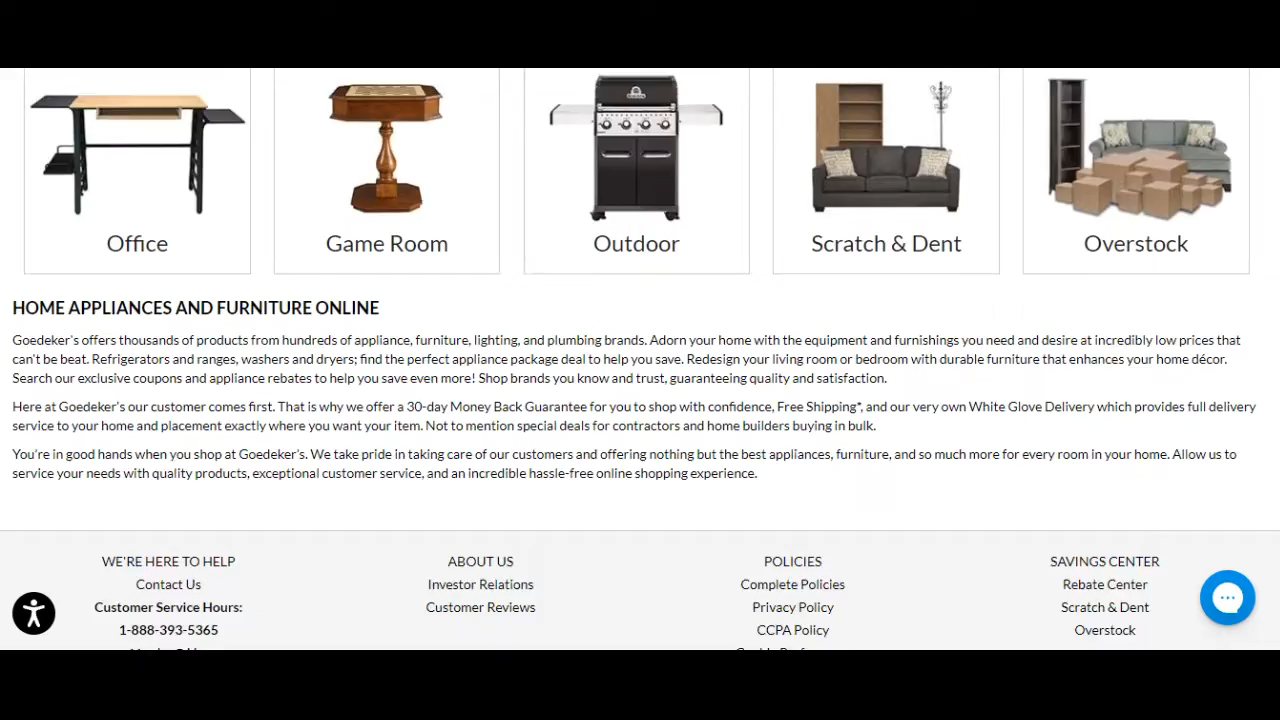 Office
Game Room
Outdoor
Scratch & Dent
Overstock
HOME APPLIANCES AND FURNITURE ONLINE
Goedeker's offers thousands of products from hundreds of appliance, furniture, lighting, and plumbing brands. Adorn your home with the equipment and furnishings you need and desire at incredibly low prices that
can't be beat. Refrigerators and ranges, washers and dryers; find the perfect appliance package deal to help you save. Redesign your living room or bedroom with durable furniture that enhances your home décor.
Search our exclusive coupons and appliance rebates to help you save even more! Shop brands you know and trust, guaranteeing quality and satisfaction.
Here at Goedeker's our customer comes first. That is why we offer a 30-day Money Back Guarantee for you to shop with confidence, Free Shipping*, and our very own White Glove Delivery which provides full delivery
service to your home and placement exactly where you want your item. Not to mention special deals for contractors and home builders buying in bulk.
You're in good hands when you shop at Goedeker's. We take pride in taking care of our customers and offering nothing but the best appliances, furniture, and so much more for every room in your home. Allow us to
service your needs with quality products, exceptional customer service, and an incredible hassle-free online shopping experience.
WE'RE HERE TO HELP
Contact Us
Customer Service Hours:
1-888-393-5365
ABOUT US
Investor Relations
Customer Reviews
POLICIES
Complete Policies
Privacy Policy
CCPA Policy
SAVINGS CENTER
Rebate Center
Scratch & Dent
Overstock